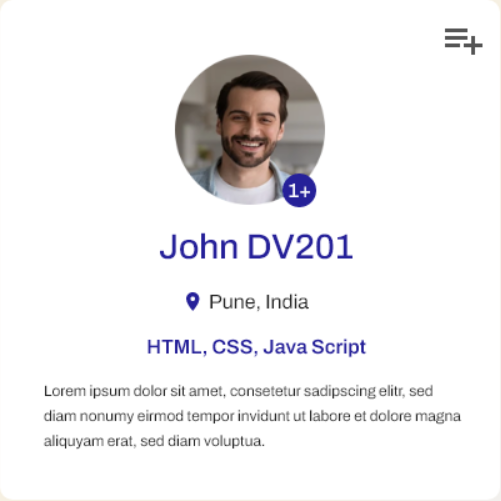 1+
John DV201
Pune, India
HTML, CSS, Java Script
Lorem ipsum dolor sit amet, consetetur sadipscing elitr, sed
diam nonumy eirmod tempor invidunt ut labore et dolore magna
aliquyam erat, sed diam voluptua.